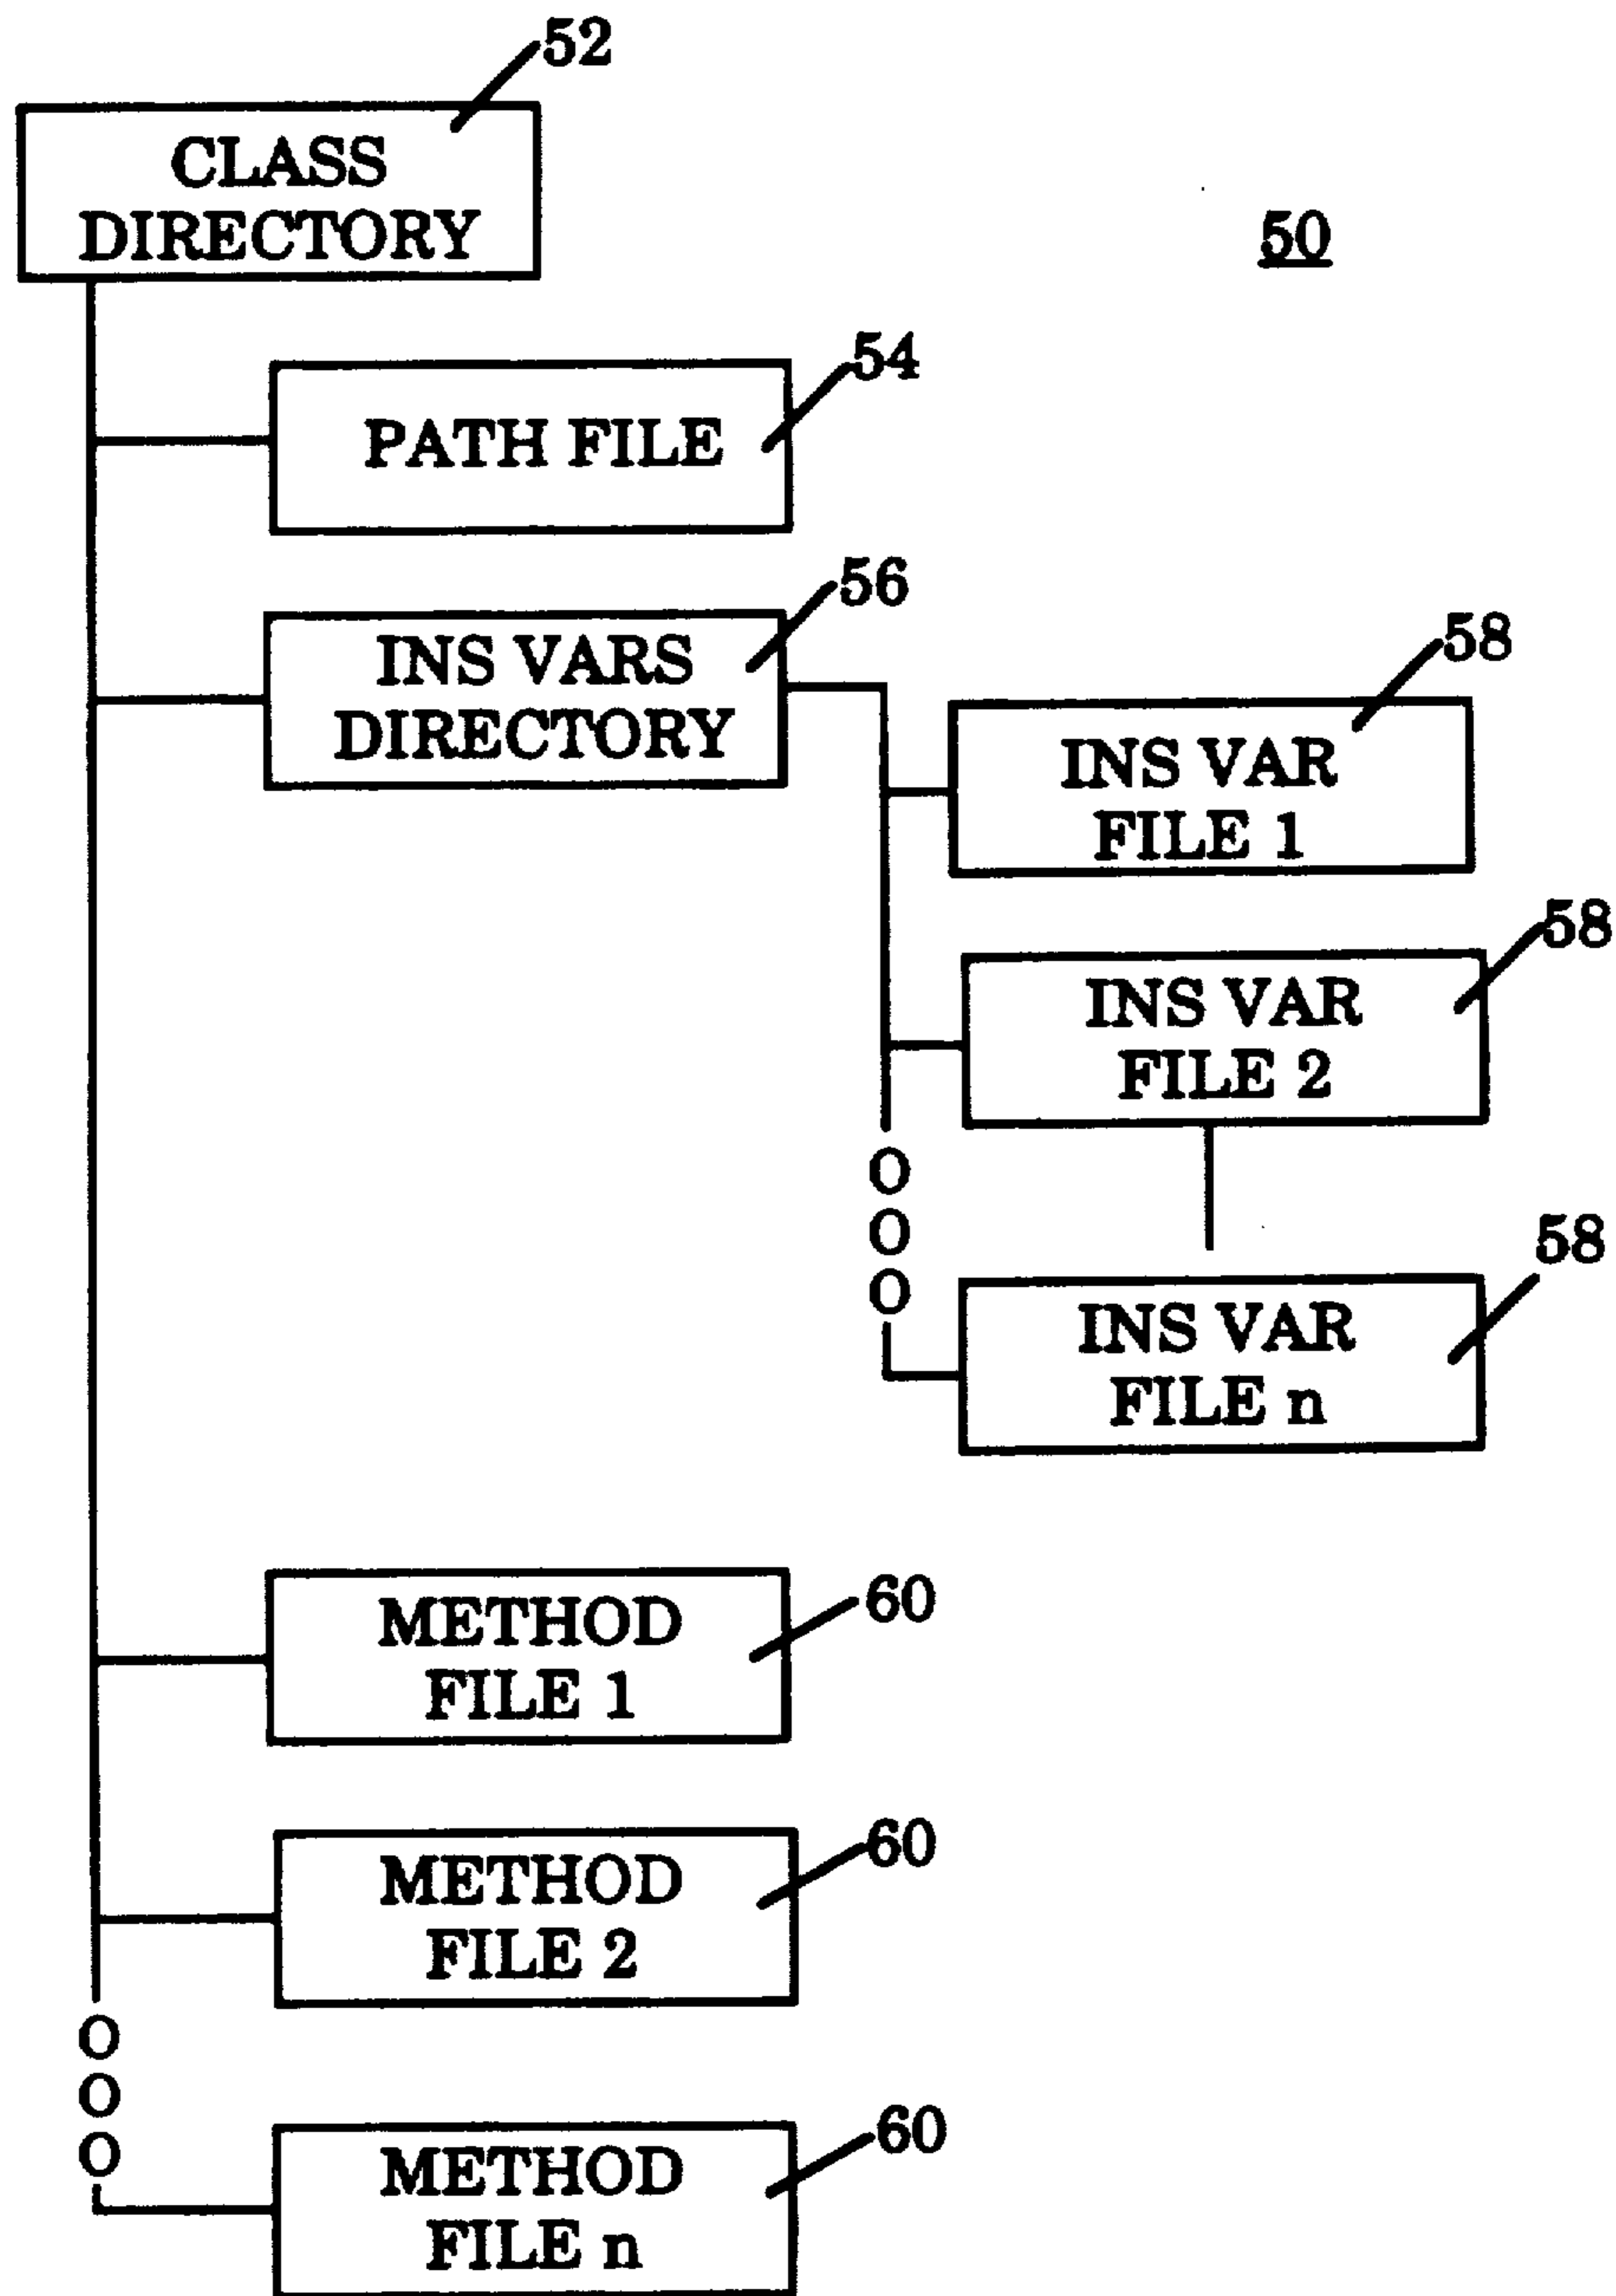 52
CLASS
DIRECTORY
50
54
PATH FILE
56
INS VARS
DIRECTORY
58
INS VAR
FILE 1
58
INS VAR
FILE 2
58
INS VAR
FILE n
60
METHOD
FILE 1
60
METHOD
FILE 2
60
METHOD
FILE n